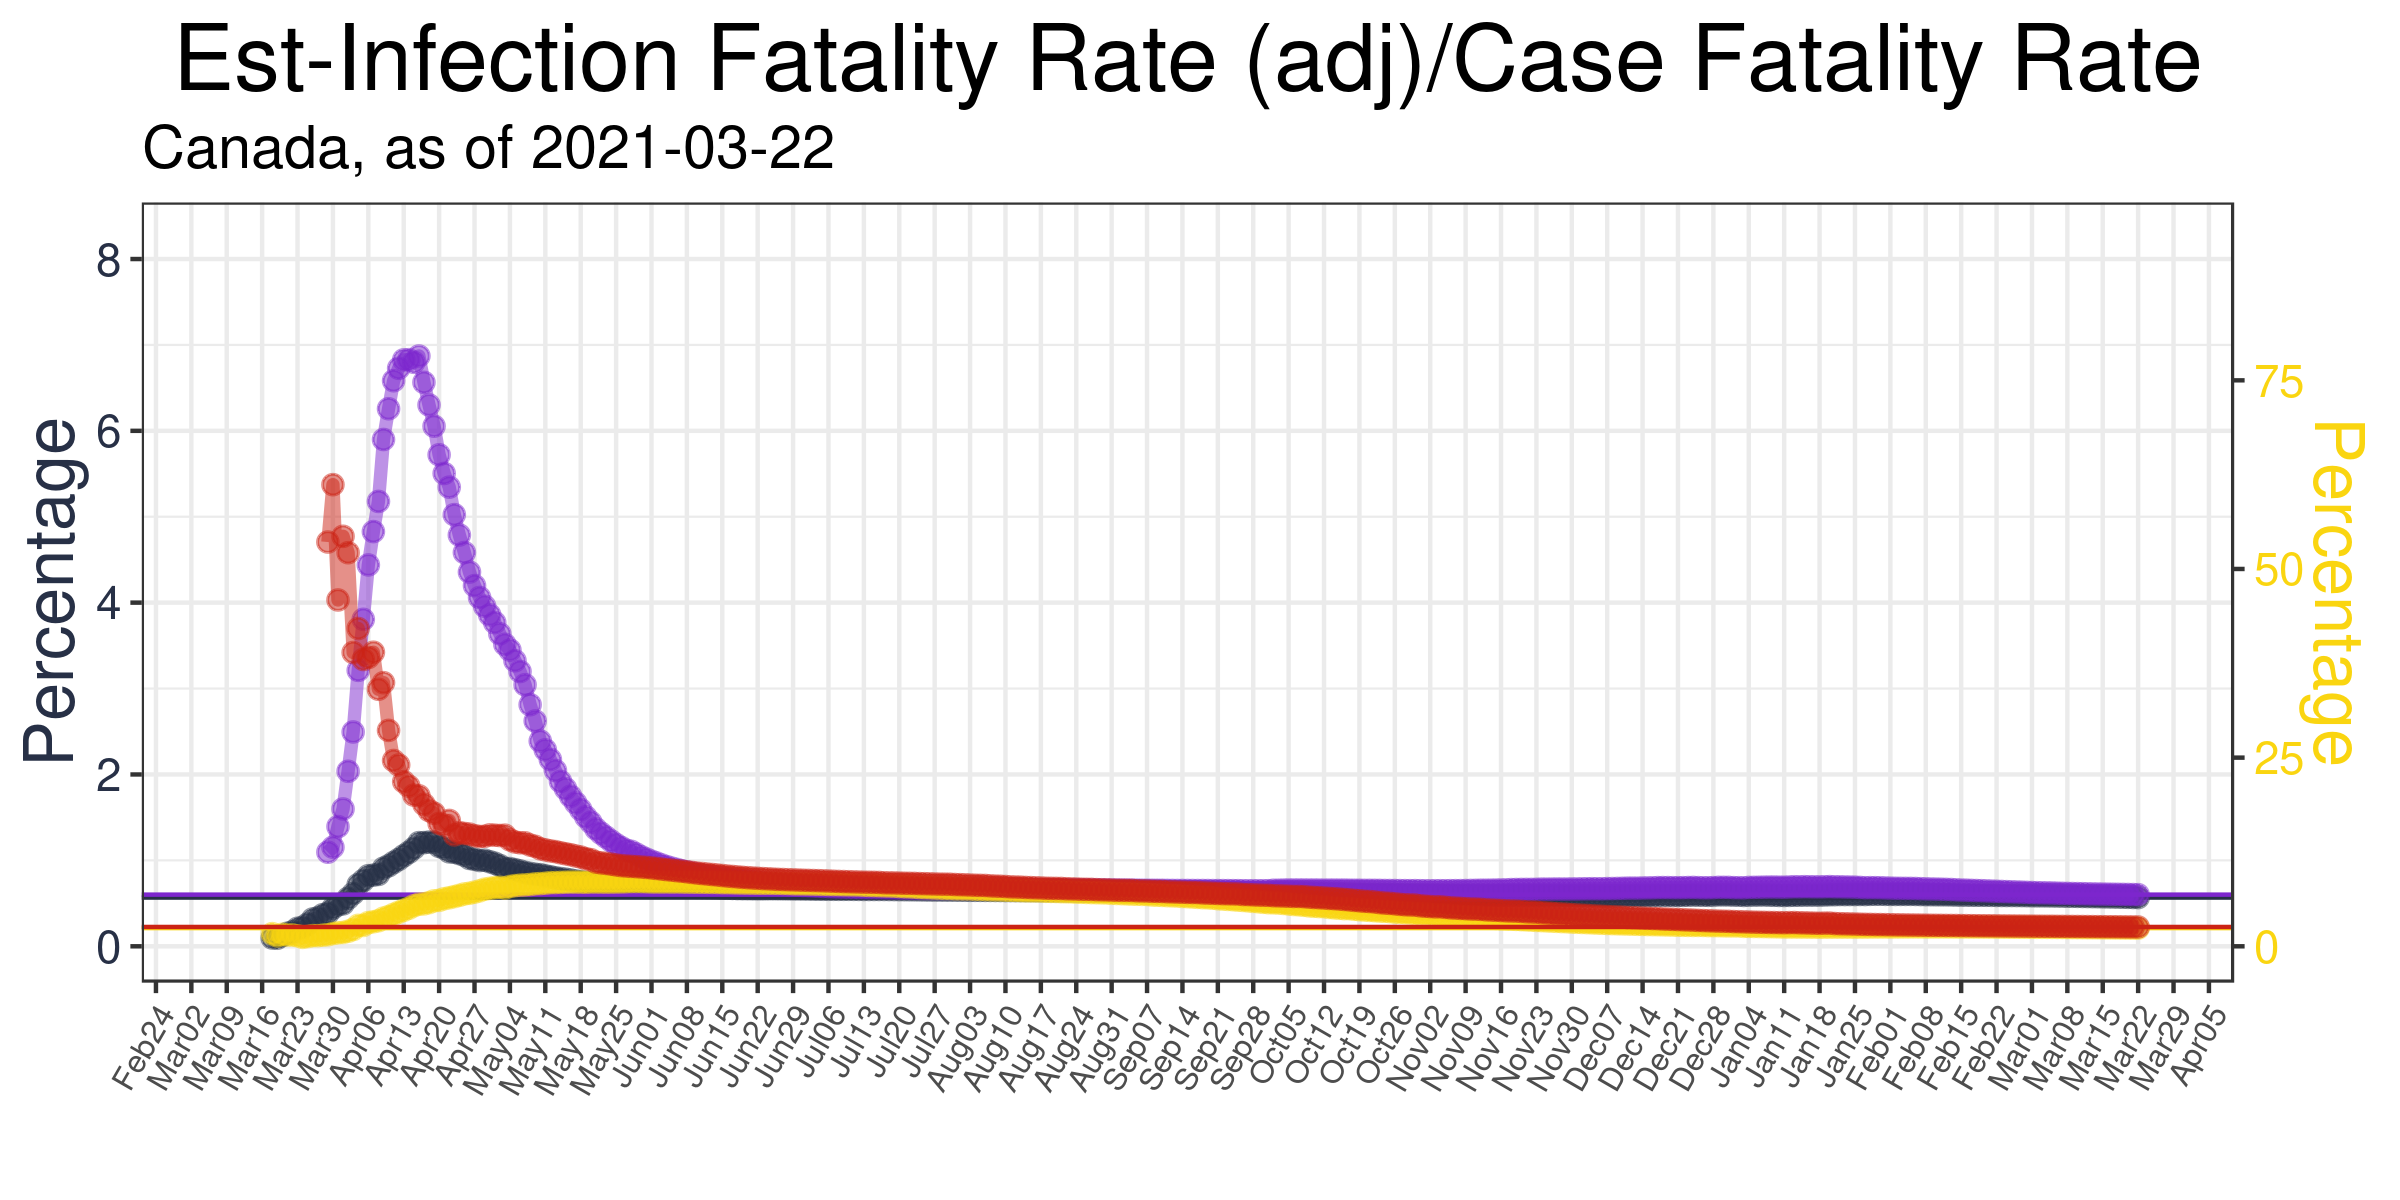 Est-Infection Fatality Rate (adj)/Case Fatality Rate
Canada, as of 2021-03-22
Percentage
8
6
4
2
0
75
50
25
0
Percentage
Feb24
Mar02
Mar09
Mar16
Mar23
Mar30
Apr06
Apr13
Apr20
Apr27
May04
May11
May18
May25
Jun01
Jun08
Jun15
Jun22
Jun29
Jul06
Jul13
Jul20
Jul27
Aug03
Aug10
Aug17
Aug24
Aug31
Sep07
Sep14
Sep21
Sep28
Oct05
Oct12
Oct19
Oct26
Nov02
Nov09
Nov16
Nov23
Nov30
Dec07
Dec14
Dec21
Dec28
Jan04
Jan11
Jan18
Jan25
Feb01
Feb08
Feb15
Feb22
Mar01
Mar08
Mar15
Mar22
Mar29
Apr05